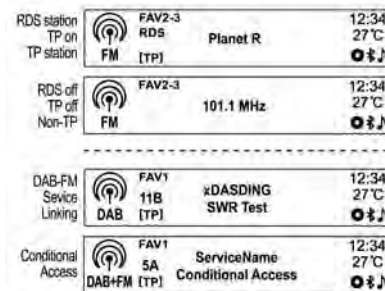 RDS station
TP on
TP station
FM
FAV2-3
RDS
[TP]
Planet R
12:34
27°C
RDS off
TP off
Non-TP
FM
FAV2-3
101.1 MHz
12:34
27°C
DAB-FM
Sevice
Linking
DAB
FAV1
11B
[TP]
xDASDING
SWR Test
12:34
27°C
Conditional
Access
DAB+FM
FAV1
5A
[TP]
ServiceName
Conditional Access
12:34
27°C